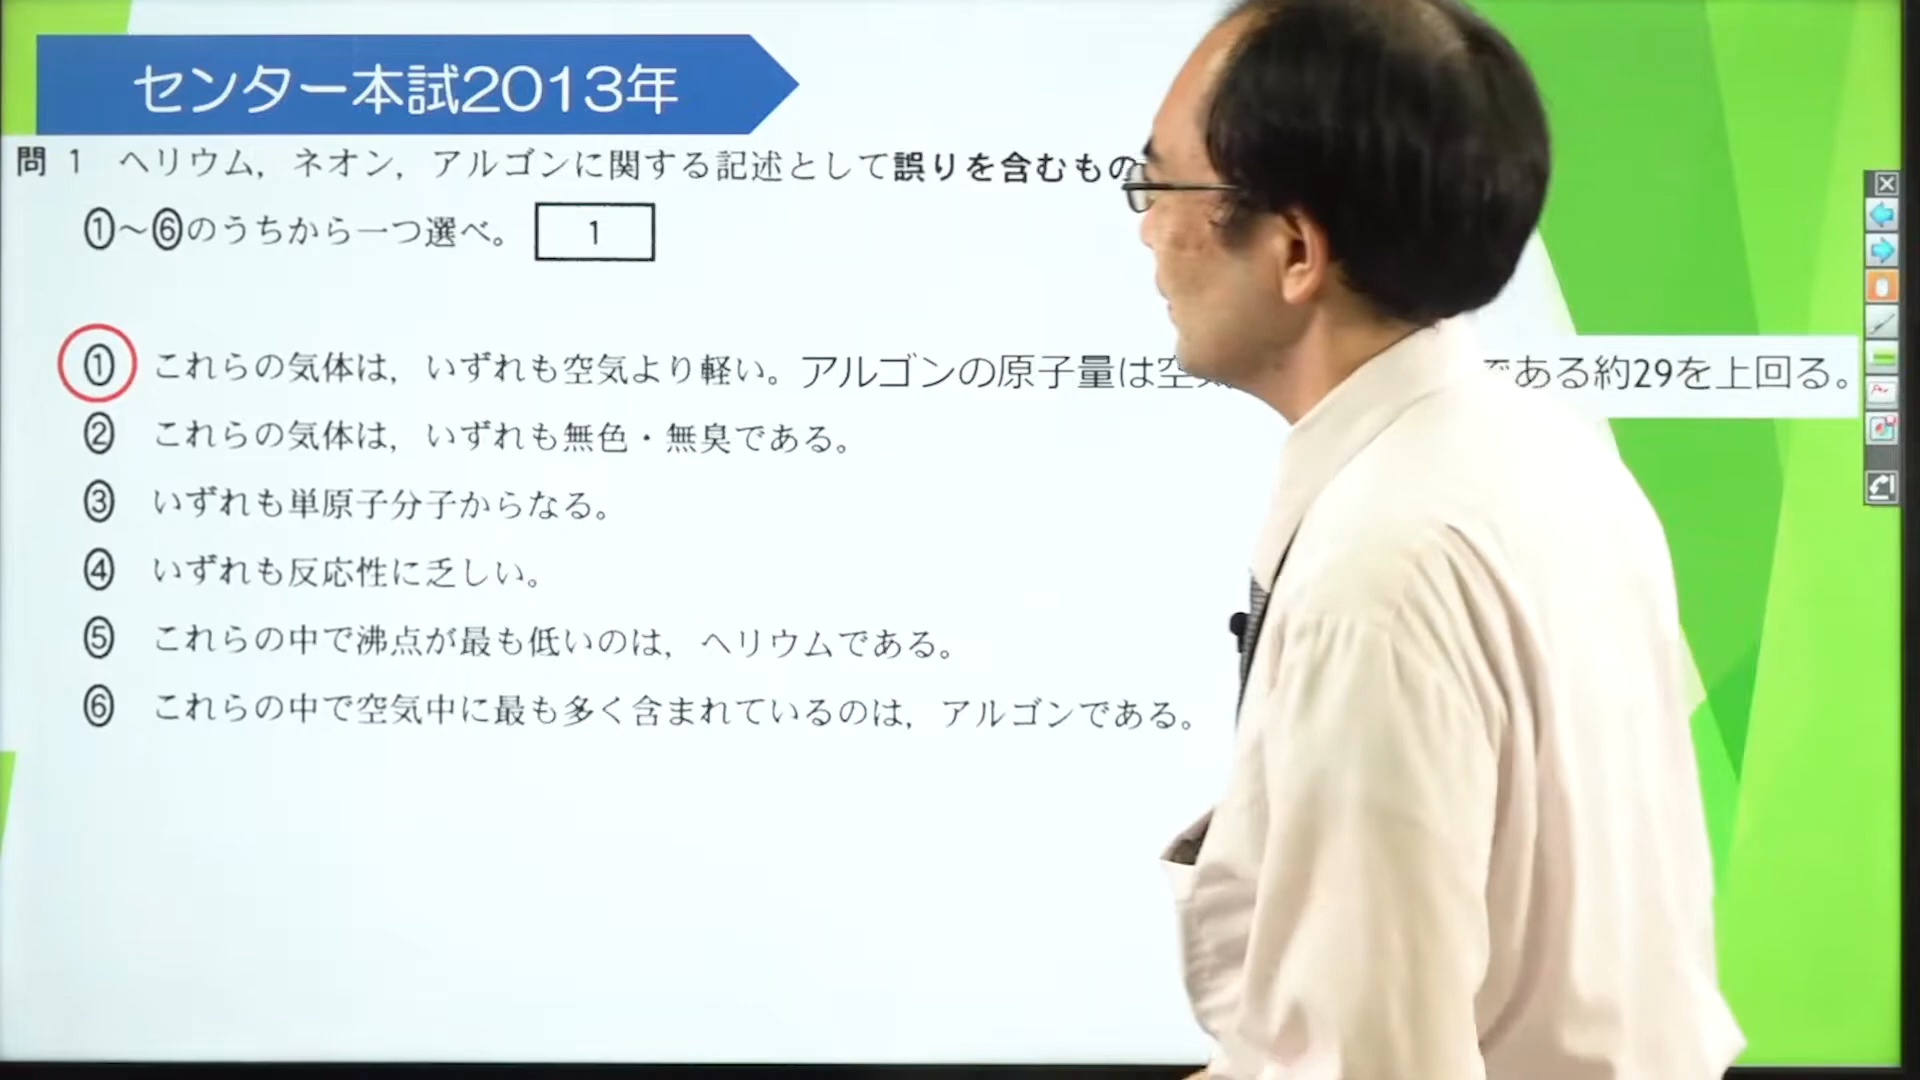 センター本試2013年
問 1 ヘリウム，ネオン，アルゴンに関する記述として誤りを含むもの
①～⑥のうちから一つ選べ。 1
① これらの気体は，いずれも空気より軽い。アルゴンの原子量は空 である約29を上回る。
② これらの気体は，いずれも無色・無臭である。
③ いずれも単原子分子からなる。
④ いずれも反応性に乏しい。
⑤ これらの中で沸点が最も低いのは，ヘリウムである。
⑥ これらの中で空気中に最も多く含まれているのは，アルゴンである。